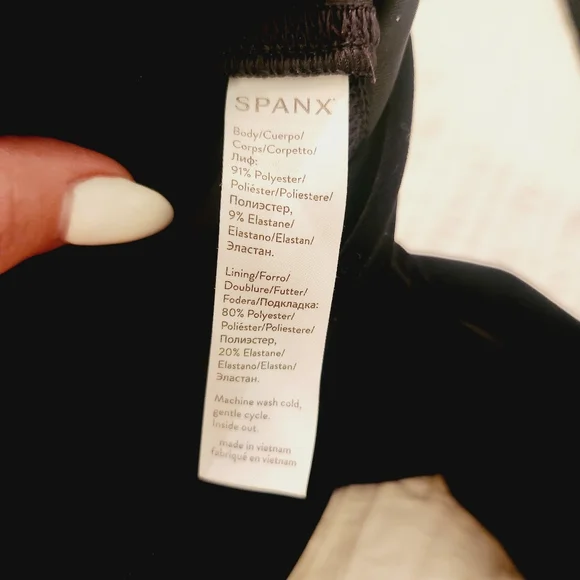 SPANX
Body/Cuerpo/
Corps/Corpetto/
Лиф:
91% Polyester/
Poliéster/Poliestere/
Полиэстер,
9% Elastane/
Elastano/Elastan/
Эластан.
Lining/Forro/
Doublure/Futter/
Fodera/Подкладка:
80% Polyester/
Poliéster/Poliestere/
Полиэстер,
20% Elastane/
Elastano/Elastan/
Эластан.
Machine wash cold,
gentle cycle.
Inside out.
made in vietnam
fabriqué en vietnam